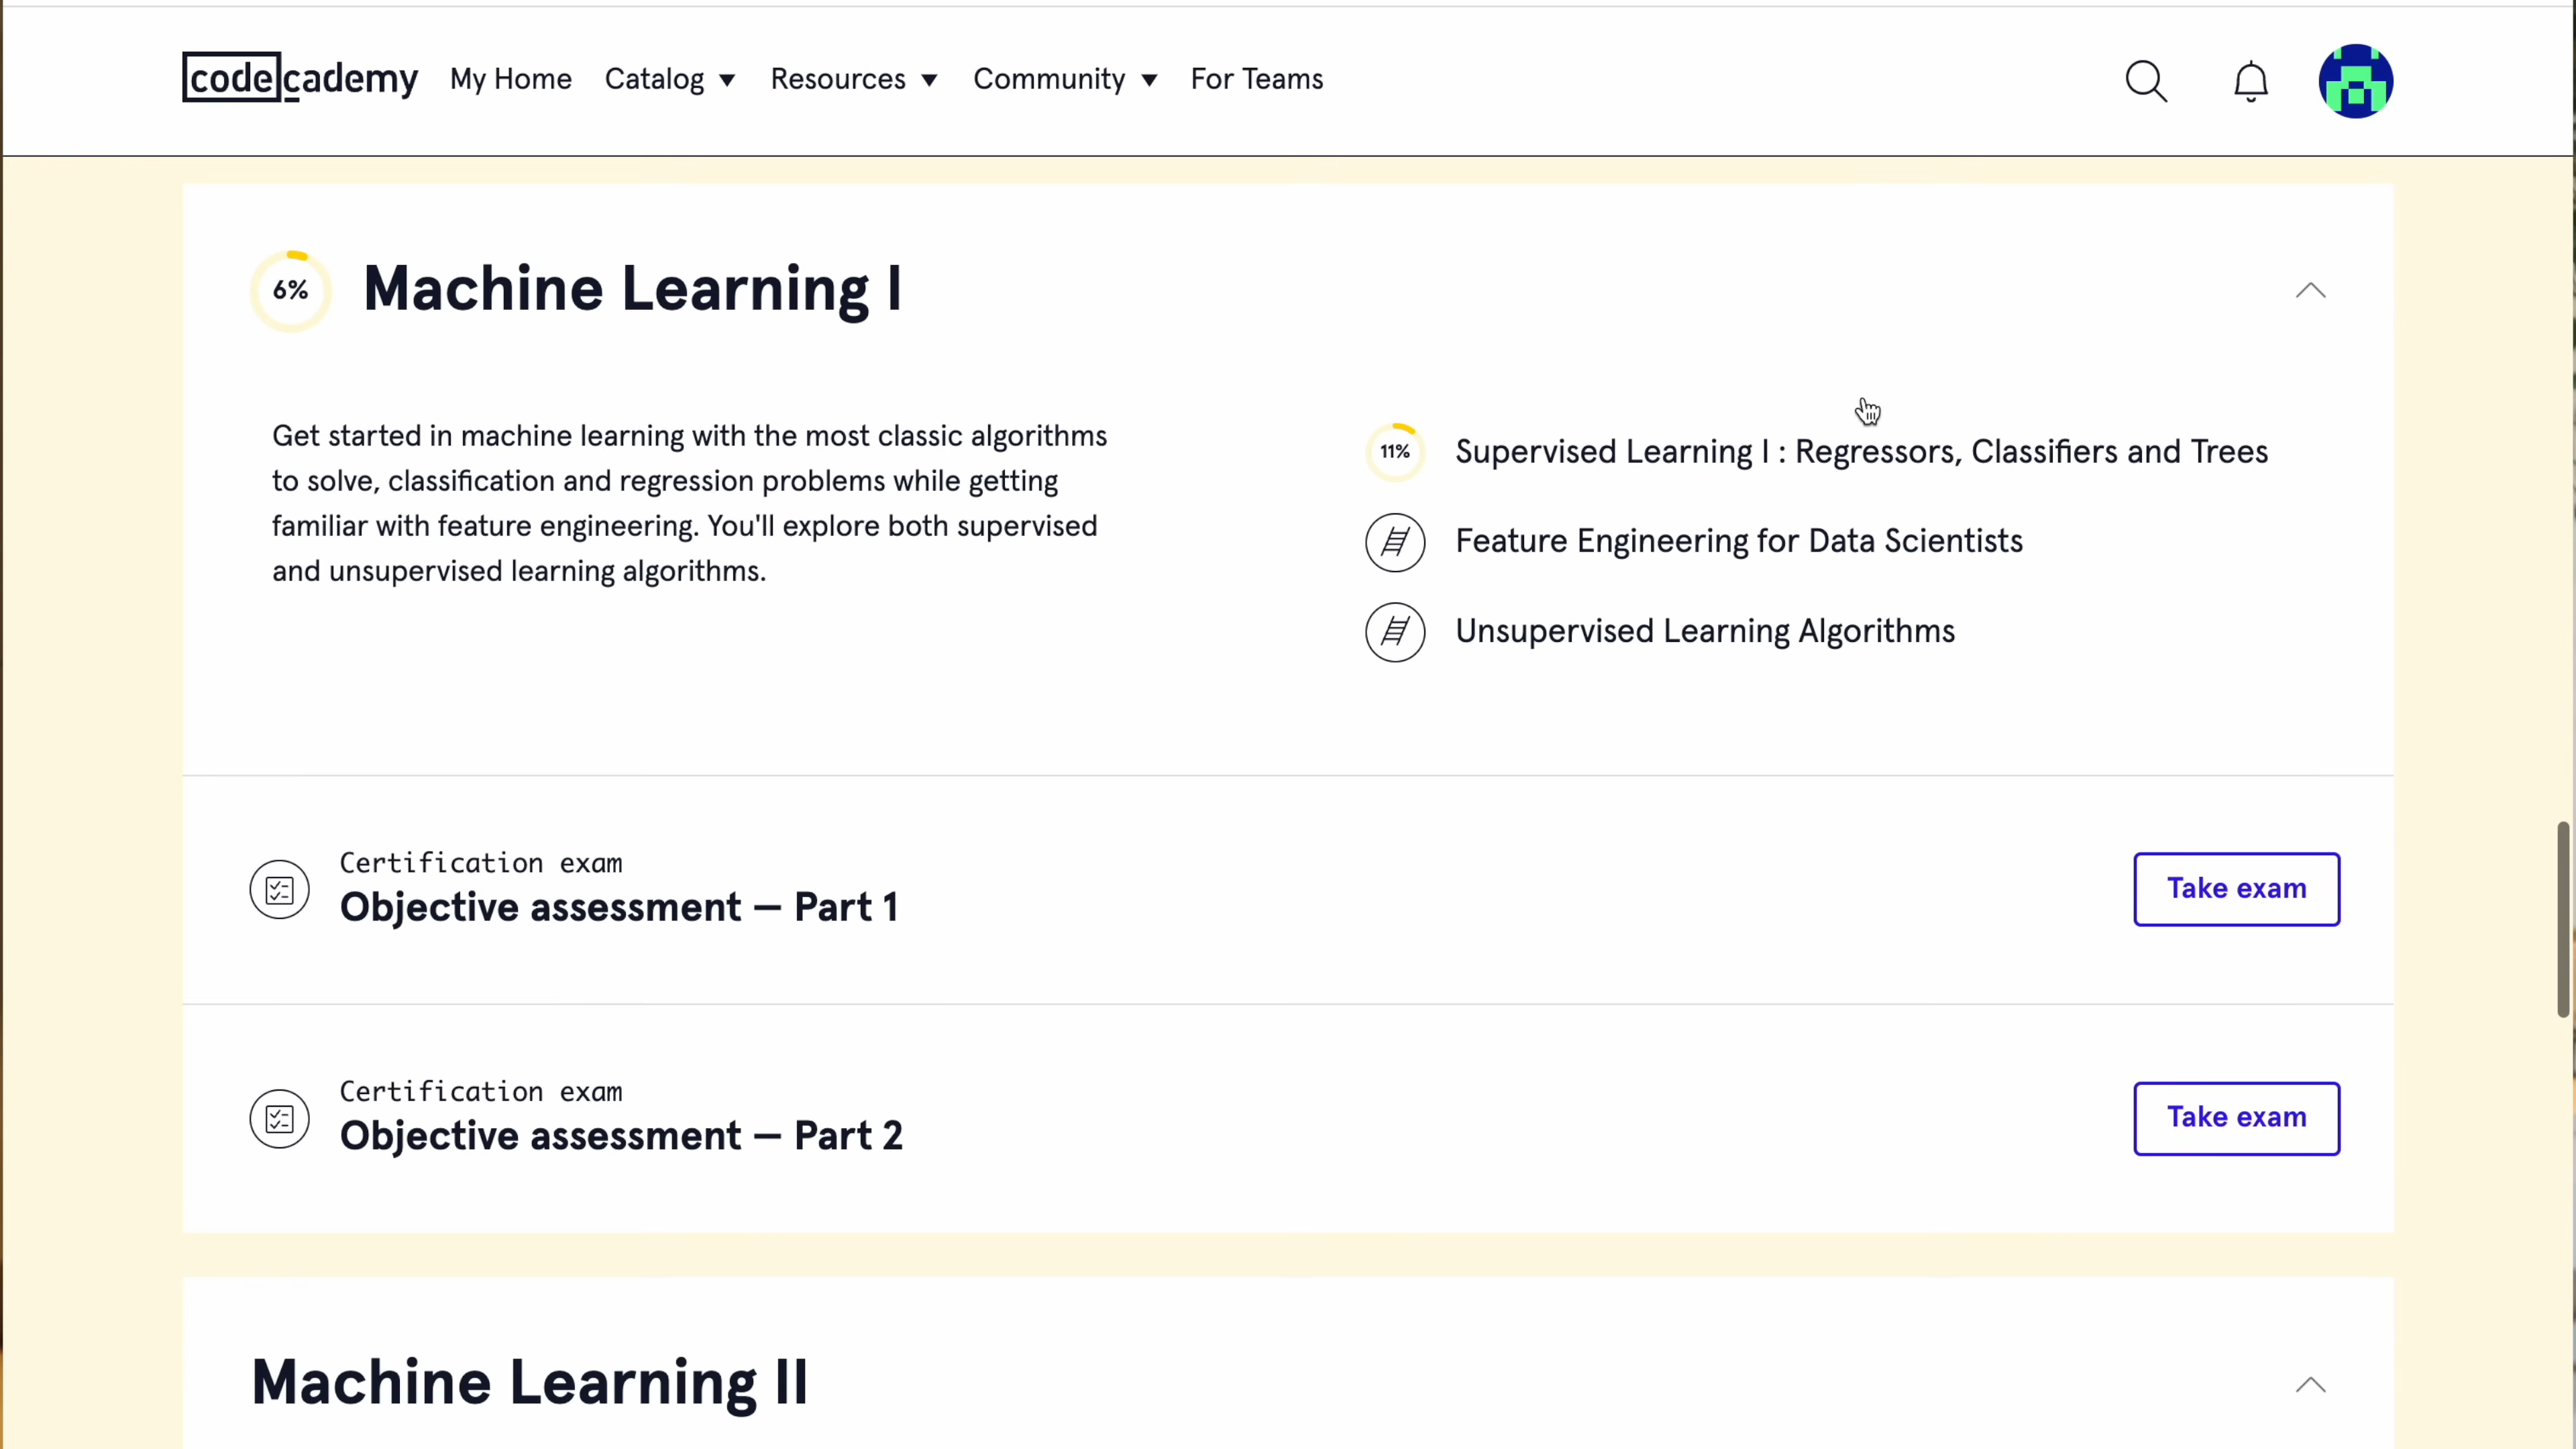 codecademy My Home Catalog Resources Community For Teams
6% Machine Learning I
Get started in machine learning with the most classic algorithms
to solve, classification and regression problems while getting
familiar with feature engineering. You'll explore both supervised
and unsupervised learning algorithms.
11% Supervised Learning I : Regressors, Classifiers and Trees
Feature Engineering for Data Scientists
Unsupervised Learning Algorithms
Certification exam
Objective assessment — Part 1
Take exam
Certification exam
Objective assessment — Part 2
Take exam
Machine Learning II